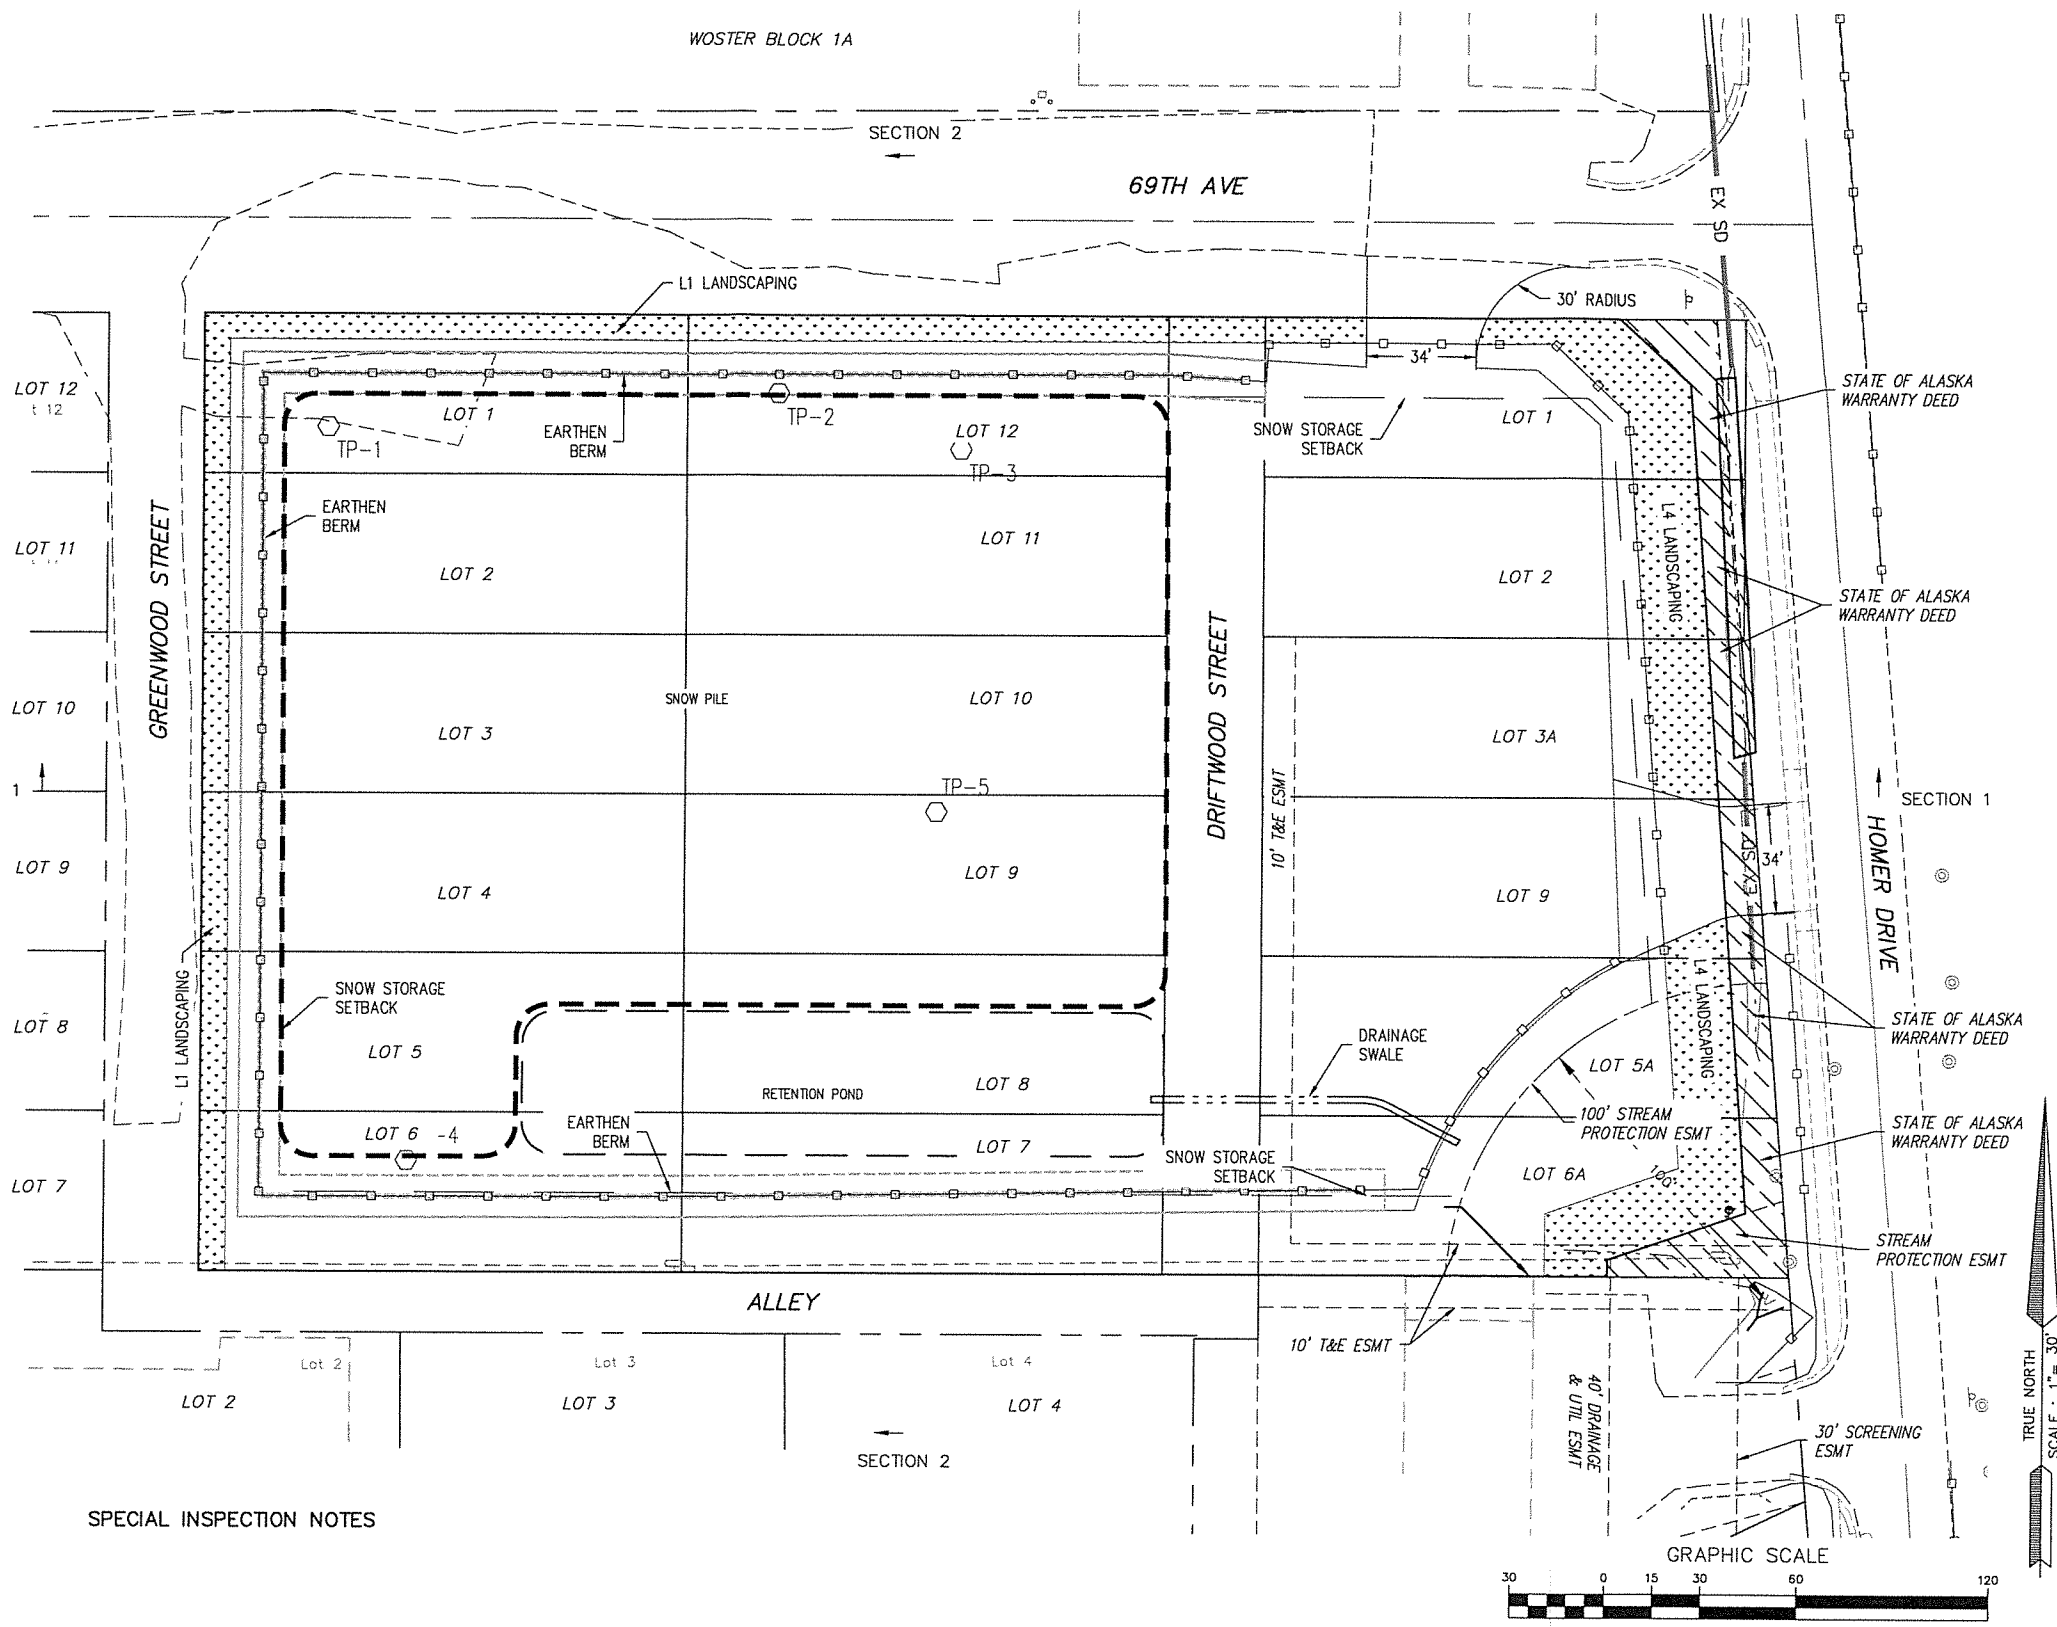 WOSTER BLOCK 1A
SECTION 2
69TH AVE
EX SD
L1 LANDSCAPING
30' RADIUS
34'
LOT 12
t 12
LOT 1
TP-1
EARTHEN
BERM
TP-2
LOT 12
TP-3
SNOW STORAGE
SETBACK
LOT 1
STATE OF ALASKA
WARRANTY DEED
LOT 11
GREENWOOD STREET
EARTHEN
BERM
LOT 2
LOT 11
LOT 2
L4 LANDSCAPING
STATE OF ALASKA
WARRANTY DEED
LOT 10
1
LOT 3
SNOW PILE
LOT 10
DRIFTWOOD STREET
10' T&E ESMT
LOT 3A
TP-5
SECTION 1
HOMER DRIVE
LOT 9
LOT 4
LOT 9
LOT 9
EX SD
34'
LOT 8
L1 LANDSCAPING
SNOW STORAGE
SETBACK
LOT 5
RETENTION POND
LOT 8
DRAINAGE
SWALE
LOT 5A
L4 LANDSCAPING
STATE OF ALASKA
WARRANTY DEED
100' STREAM
PROTECTION ESMT
STATE OF ALASKA
WARRANTY DEED
LOT 7
LOT 6
-4
EARTHEN
BERM
LOT 7
SNOW STORAGE
SETBACK
LOT 6A
100'
STREAM
PROTECTION ESMT
ALLEY
10' T&E ESMT
Lot 2
Lot 3
Lot 4
LOT 2
LOT 3
LOT 4
SECTION 2
40' DRAINAGE
& UTIL ESMT
30' SCREENING
ESMT
TRUE NORTH
SCALE : 1"= 30'
SPECIAL INSPECTION NOTES
GRAPHIC SCALE
30 0 15 30 60 120